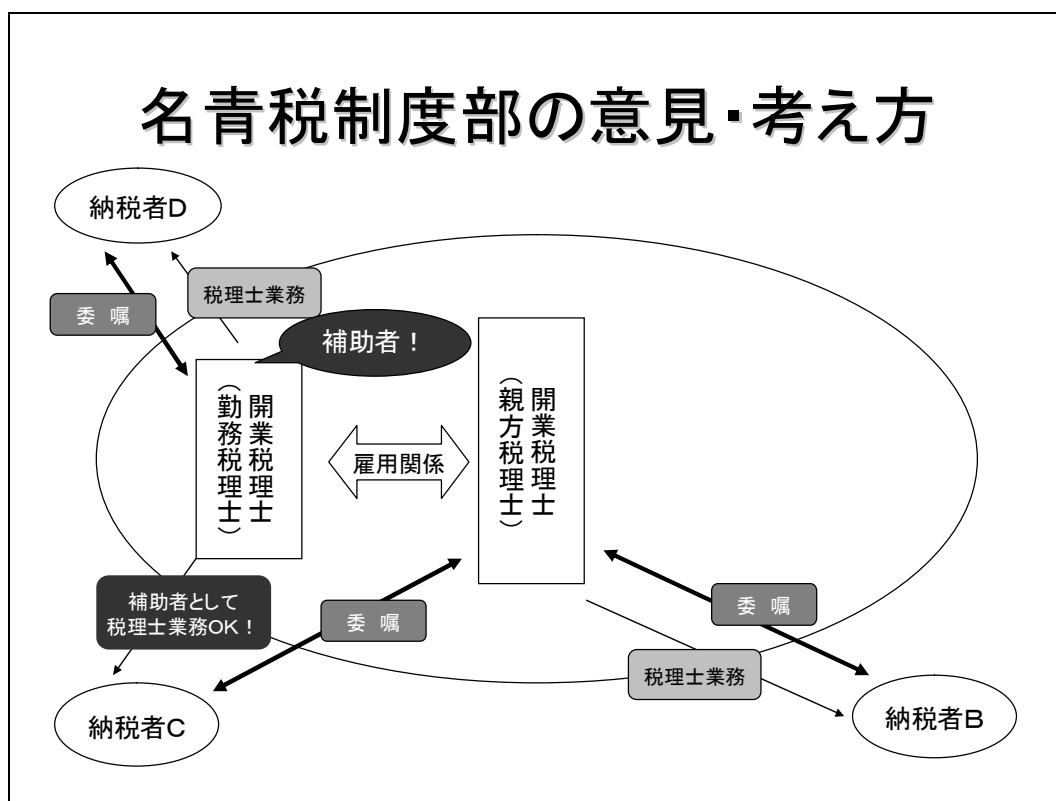 名青税制度部の意見・考え方
納税者D
税理士業務
委 嘱
補助者！
開業税理士
（勤務税理士）
雇用関係
開業税理士
（親方税理士）
補助者として
税理士業務OK！
委 嘱
委 嘱
税理士業務
納税者C
納税者B